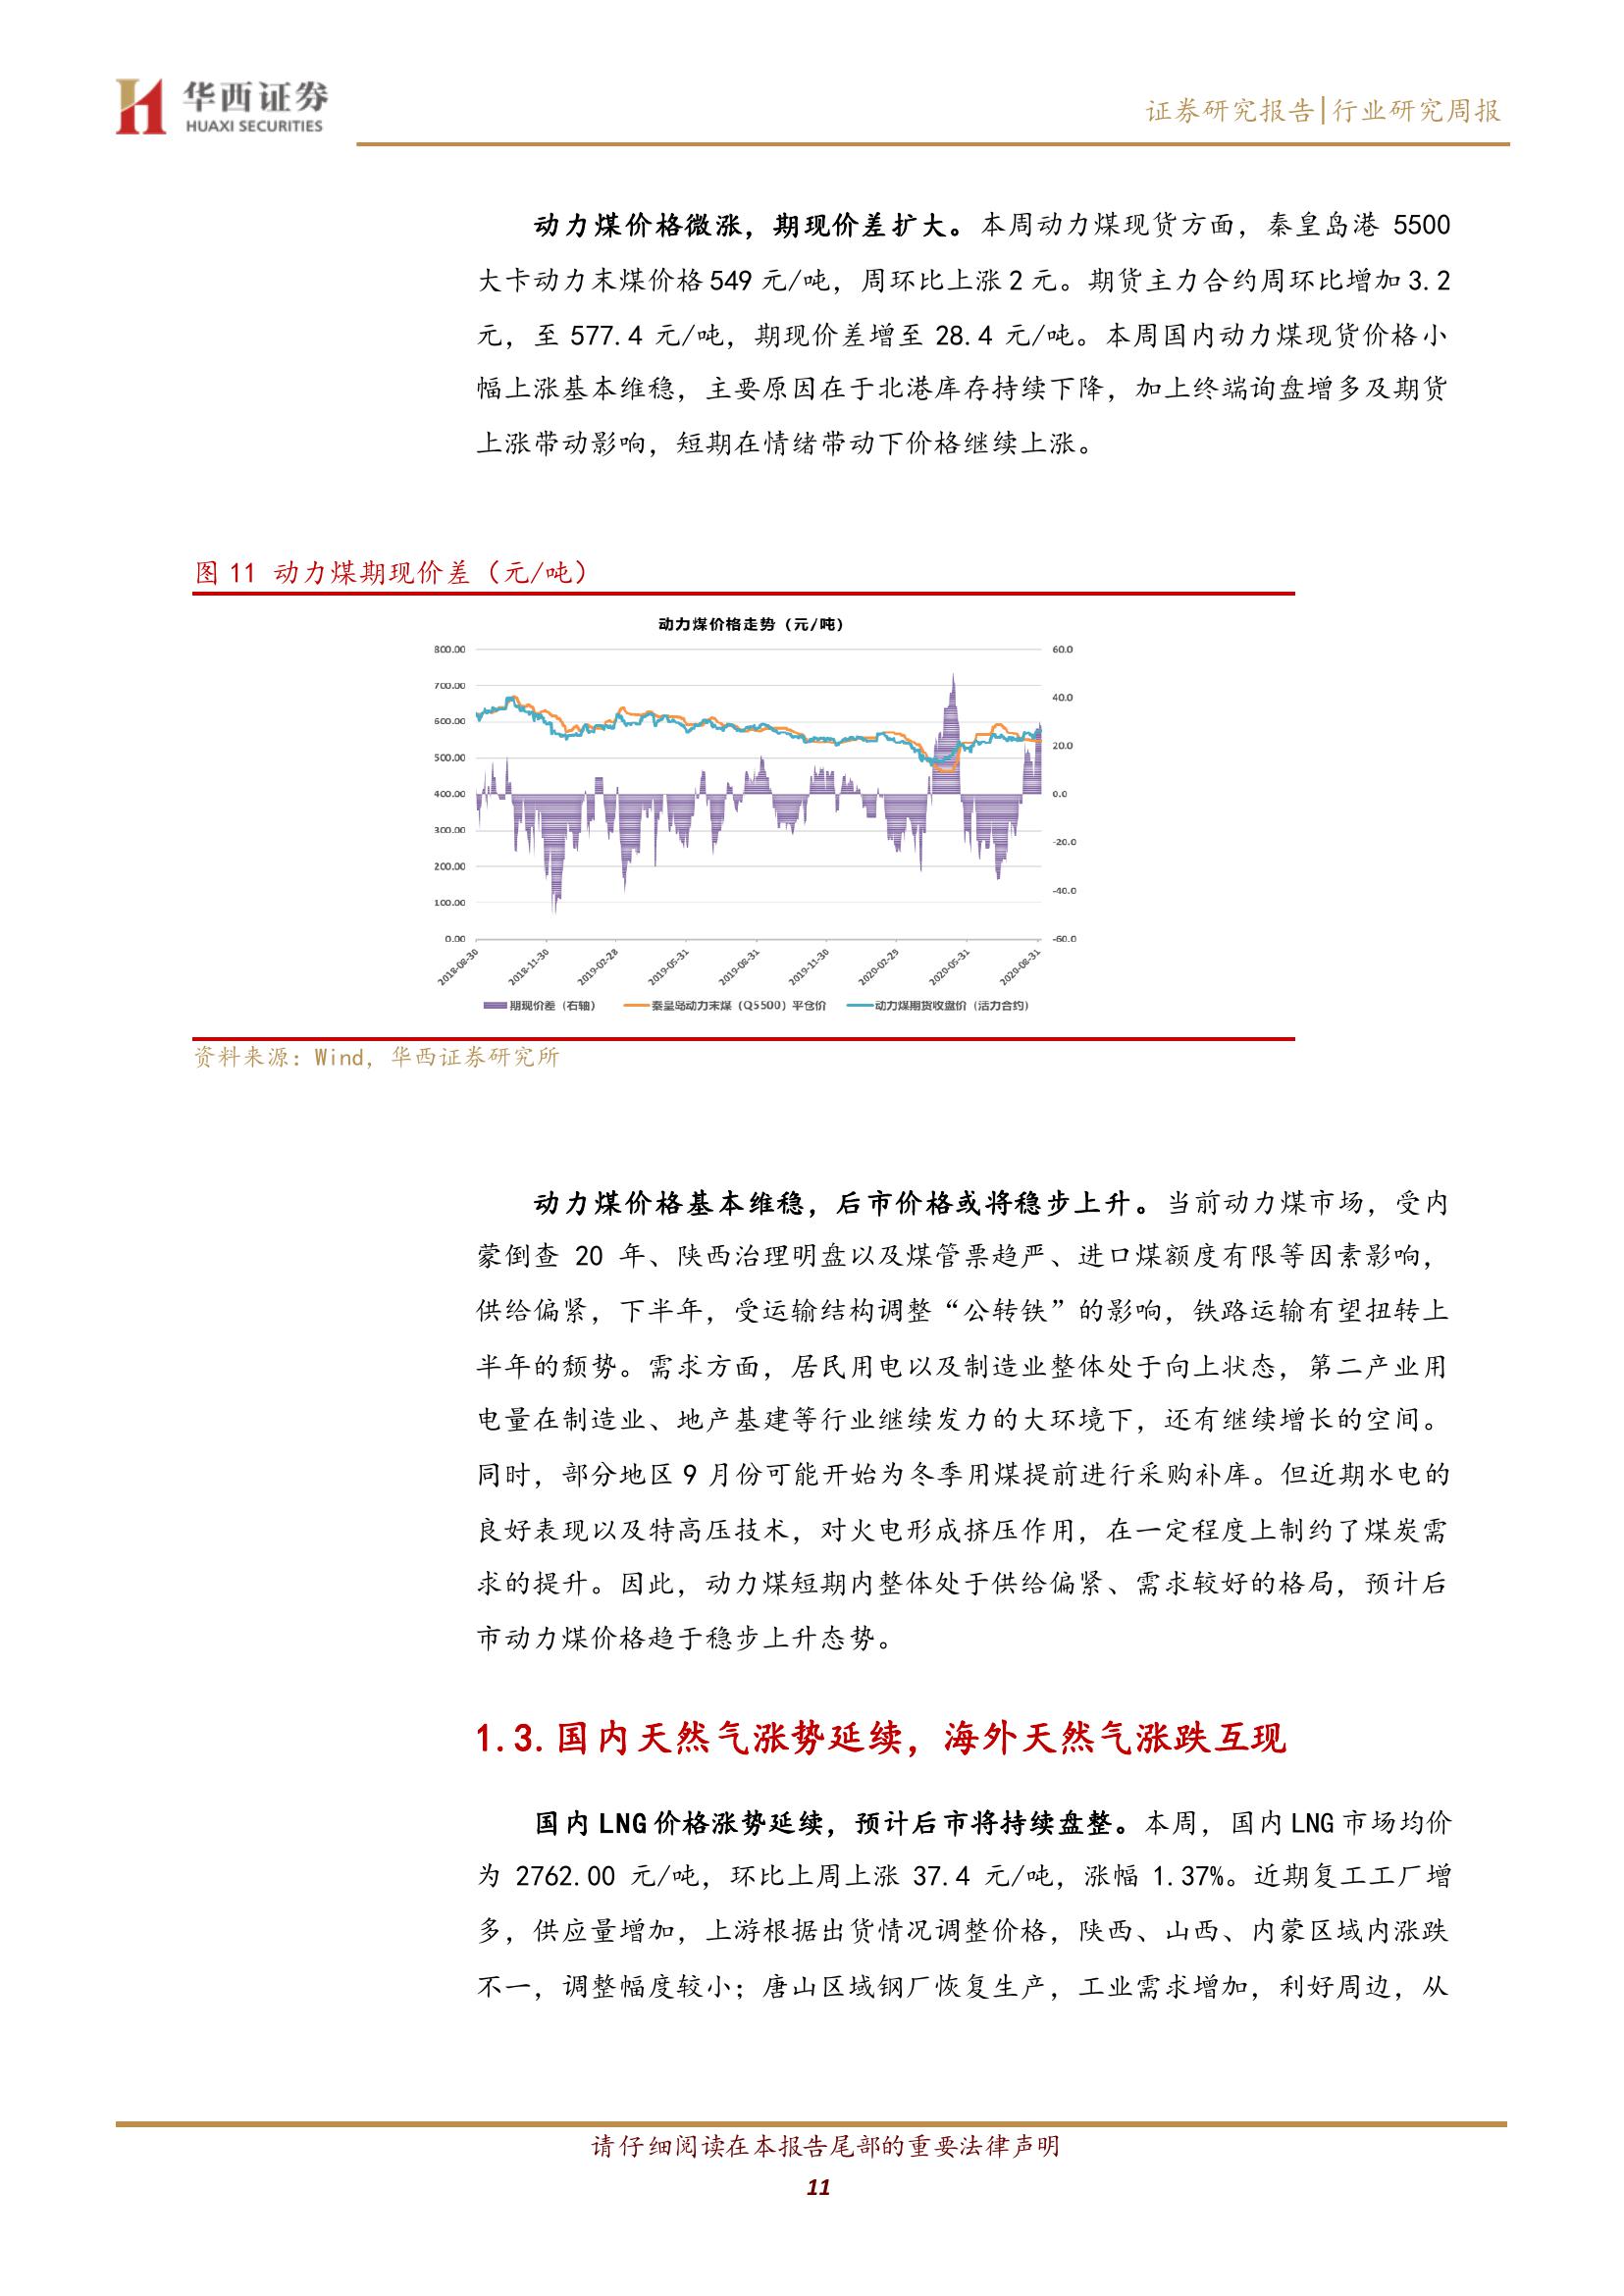 华西证券
HUAXI SECURITIES
证券研究报告|行业研究周报
动力煤价格微涨，期现价差扩大。本周动力煤现货方面，秦皇岛港 5500
大卡动力末煤价格 549 元/吨，周环比上涨 2 元。期货主力合约周环比增加 3.2
元，至 577.4 元/吨，期现价差增至 28.4 元/吨。本周国内动力煤现货价格小
幅上涨基本维稳，主要原因在于北港库存持续下降，加上终端询盘增多及期货
上涨带动影响，短期在情绪带动下价格继续上涨。
图 11 动力煤期现价差（元/吨）
动力煤价格走势（元/吨）
800.00
700.00
600.00
500.00
400.00
300.00
200.00
100.00
0.00
60.0
40.0
20.0
0.0
-20.0
-40.0
-60.0
2018-08-30
2018-11-30
2019-02-28
2019-05-31
2019-08-31
2019-11-30
2020-02-29
2020-05-31
2020-08-31
期现价差（右轴）
秦皇岛动力末煤（Q5500）平仓价
动力煤期货收盘价（活力合约）
资料来源：Wind，华西证券研究所
动力煤价格基本维稳，后市价格或将稳步上升。当前动力煤市场，受内
蒙倒查 20 年、陕西治理明盘以及煤管票趋严、进口煤额度有限等因素影响，
供给偏紧，下半年，受运输结构调整“公转铁”的影响，铁路运输有望扭转上
半年的颓势。需求方面，居民用电以及制造业整体处于向上状态，第二产业用
电量在制造业、地产基建等行业继续发力的大环境下，还有继续增长的空间。
同时，部分地区 9 月份可能开始为冬季用煤提前进行采购补库。但近期水电的
良好表现以及特高压技术，对火电形成挤压作用，在一定程度上制约了煤炭需
求的提升。因此，动力煤短期内整体处于供给偏紧、需求较好的格局，预计后
市动力煤价格趋于稳步上升态势。
1.3.国内天然气涨势延续，海外天然气涨跌互现
国内 LNG 价格涨势延续，预计后市将持续盘整。本周，国内 LNG 市场均价
为 2762.00 元/吨，环比上周上涨 37.4 元/吨，涨幅 1.37%。近期复工工厂增
多，供应量增加，上游根据出货情况调整价格，陕西、山西、内蒙区域内涨跌
不一，调整幅度较小；唐山区域钢厂恢复生产，工业需求增加，利好周边，从
请仔细阅读在本报告尾部的重要法律声明
11